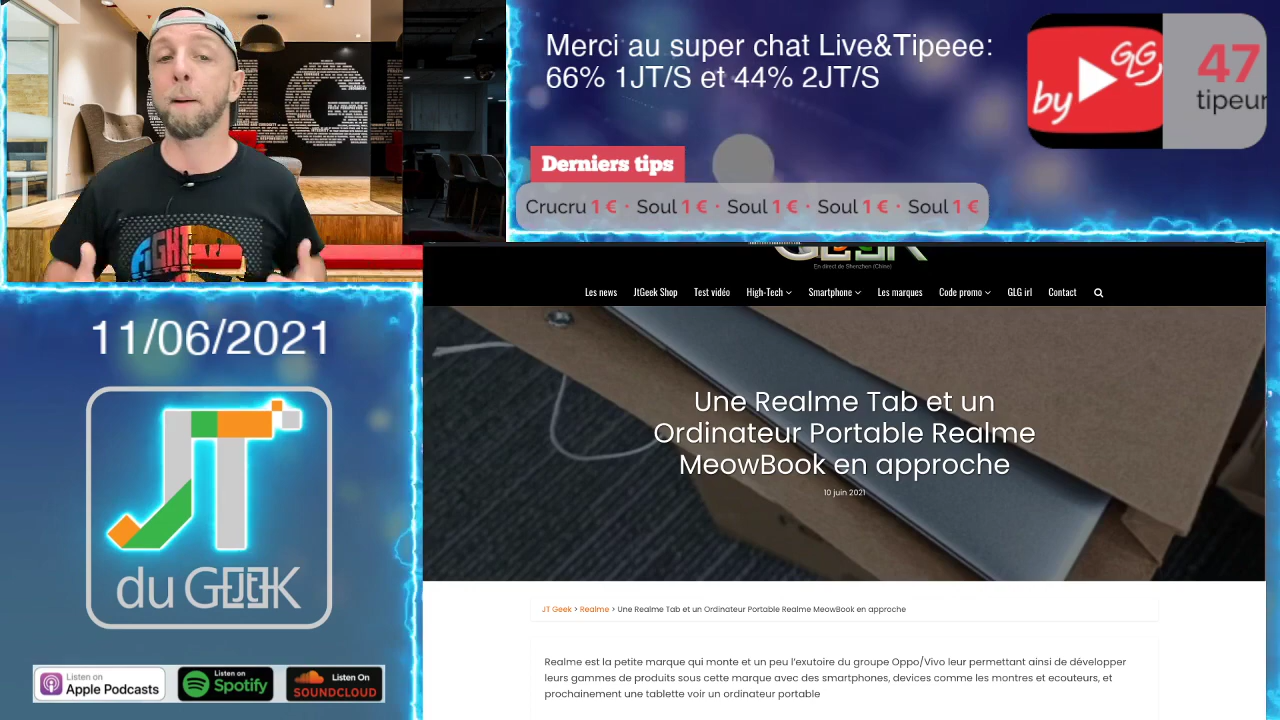 Merci au super chat Live&Tipeee:
66% 1JT/S et 44% 2JT/S
by GLG
47
tipeur
Derniers tips
Crucru 1 € • Soul 1 € • Soul 1 € • Soul 1 € • Soul 1 €
FiGHT
11/06/2021
JT
du GEEK
Listen on
Apple Podcasts
Listen on
Spotify
Listen On
SOUNDCLOUD
GEEK
En direct de Shenzhen (Chine)
Les news JtGeek Shop Test vidéo High-Tech Smartphone Les marques Code promo GLG irl Contact
Une Realme Tab et un
Ordinateur Portable Realme
MeowBook en approche
10 juin 2021
JT Geek > Realme > Une Realme Tab et un Ordinateur Portable Realme MeowBook en approche
Realme est la petite marque qui monte et un peu l'exutoire du groupe Oppo/Vivo leur permettant ainsi de développer
leurs gammes de produits sous cette marque avec des smartphones, devices comme les montres et ecouteurs, et
prochainement une tablette voir un ordinateur portable